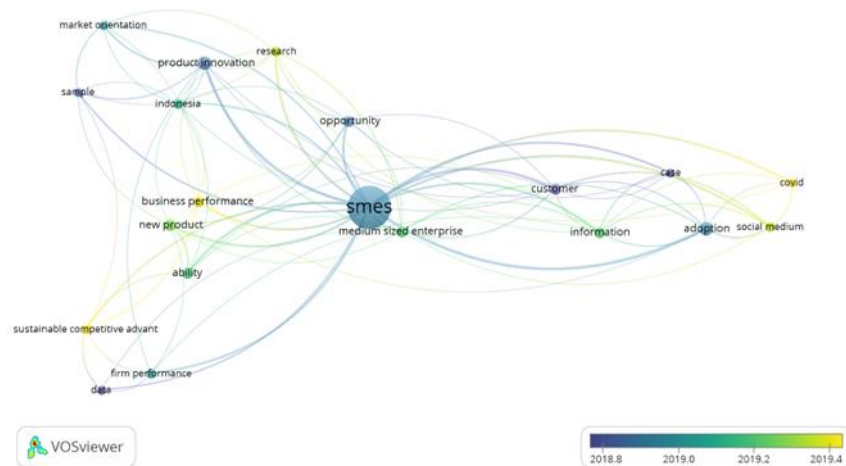 market orientation
research
product innovation
sample
indonesia
opportunity
case
covid
customer
business performance
smes
new product
medium sized enterprise
information
adoption
social medium
ability
sustainable competitive advant
firm performance
data
VOSviewer
2018.8 2019.0 2019.2 2019.4